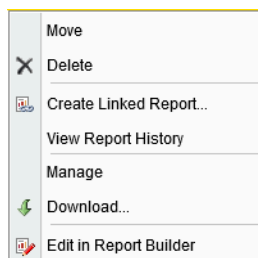 Move
Delete
Create Linked Report...
View Report History
Manage
Download...
Edit in Report Builder